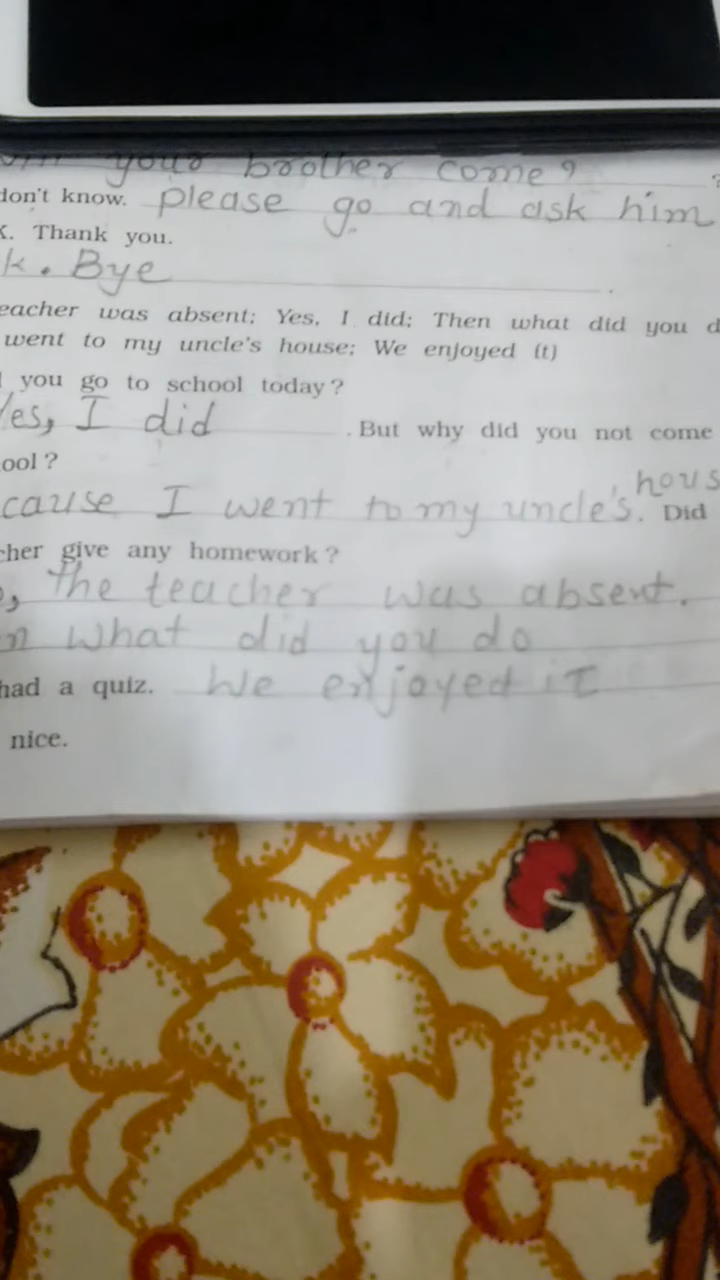 your brother come? ?
don't know. please go and ask him
K. Thank you.
k. Bye .
eacher was absent; Yes, I did; Then what did you d
went to my uncle's house; We enjoyed it)
you go to school today?
Yes, I did . But why did you not come
ool?
hous
cause I went to my uncle's. Did
cher give any homework?
o, the teacher was absent.
n what did you do
had a quiz. We enjoyed it
nice.